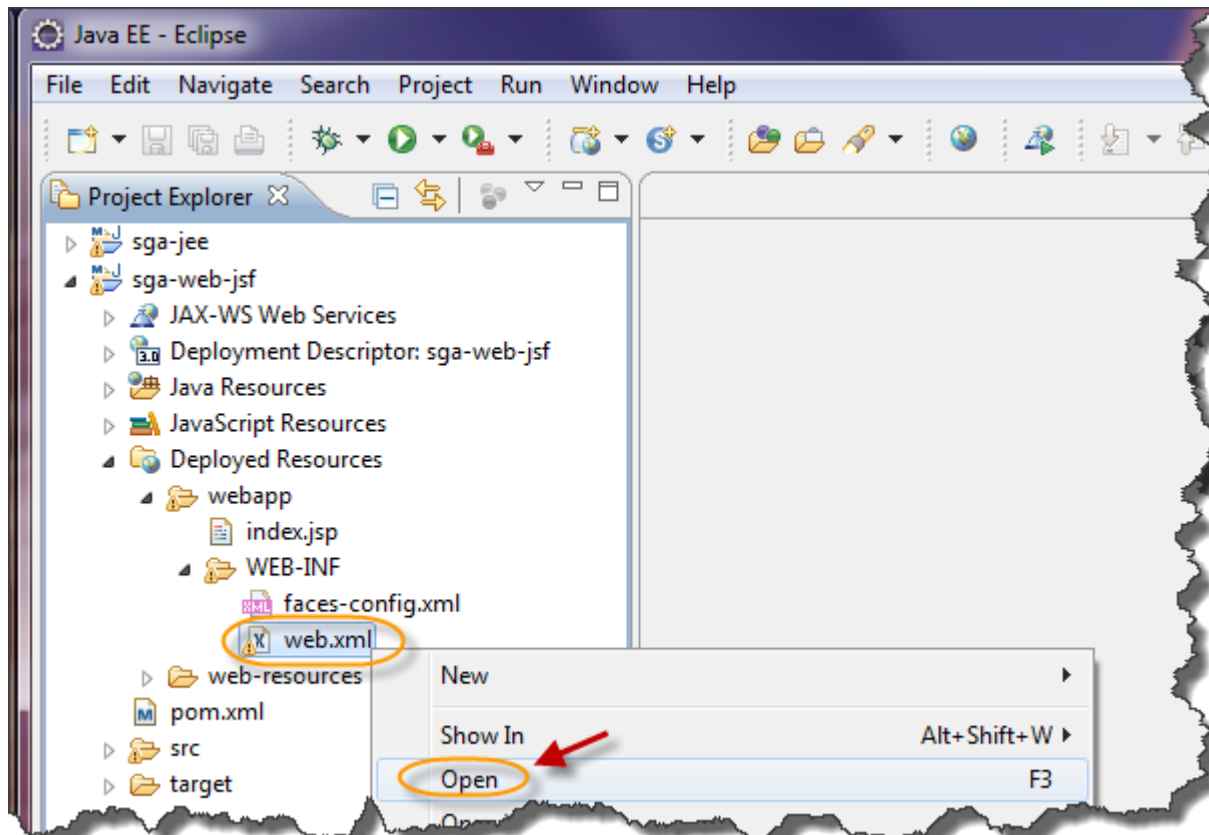 Java EE - Eclipse
File Edit Navigate Search Project Run Window Help
Project Explorer
sga-jee
sga-web-jsf
JAX-WS Web Services
Deployment Descriptor: sga-web-jsf
Java Resources
JavaScript Resources
Deployed Resources
webapp
index.jsp
WEB-INF
faces-config.xml
web.xml
web-resources
New
pom.xml
Show In Alt+Shift+W
src
Open F3
target